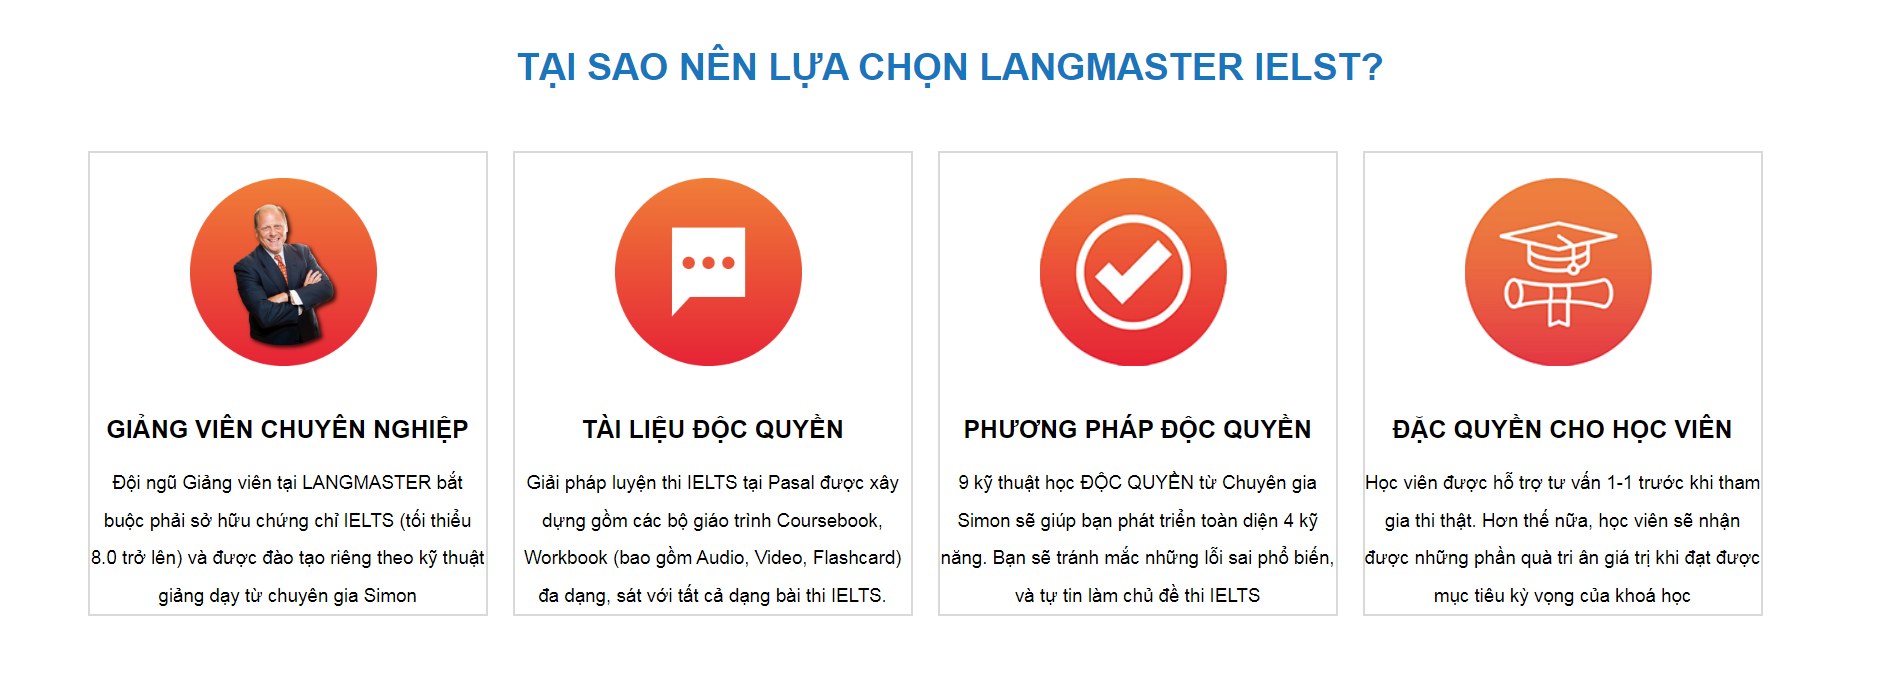 TẠI SAO NÊN LỰA CHỌN LANGMASTER IELST?
GIẢNG VIÊN CHUYÊN NGHIỆP
Đội ngũ Giảng viên tại LANGMASTER bắt
buộc phải sở hữu chứng chỉ IELTS (tối thiểu
8.0 trở lên) và được đào tạo riêng theo kỹ thuật
giảng dạy từ chuyên gia Simon
TÀI LIỆU ĐỘC QUYỀN
Giải pháp luyện thi IELTS tại Pasal được xây
dựng gồm các bộ giáo trình Coursebook,
Workbook (bao gồm Audio, Video, Flashcard)
đa dạng, sát với tất cả dạng bài thi IELTS.
PHƯƠNG PHÁP ĐỘC QUYỀN
9 kỹ thuật học ĐỘC QUYỀN từ Chuyên gia
Simon sẽ giúp bạn phát triển toàn diện 4 kỹ
năng. Bạn sẽ tránh mắc những lỗi sai phổ biến,
và tự tin làm chủ đề thi IELTS
ĐẶC QUYỀN CHO HỌC VIÊN
Học viên được hỗ trợ tư vấn 1-1 trước khi tham
gia thi thật. Hơn thế nữa, học viên sẽ nhận
được những phần quà tri ân giá trị khi đạt được
mục tiêu kỳ vọng của khoá học